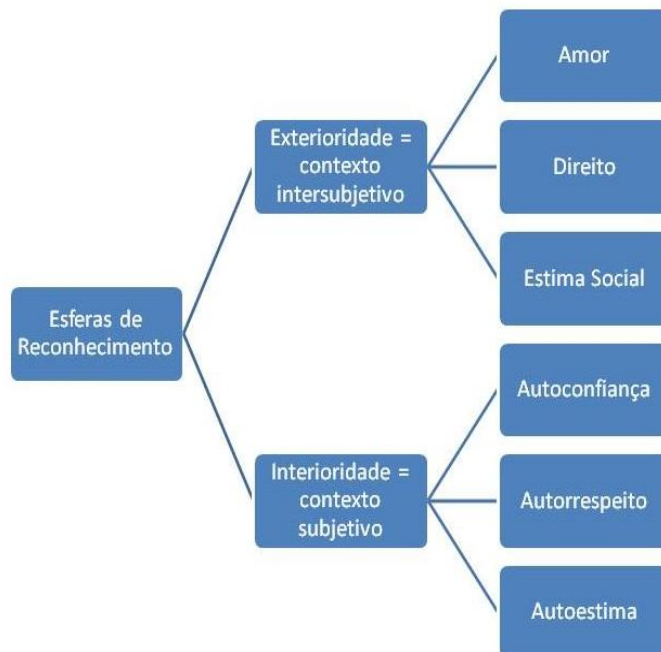 Esferas de
Reconhecimento
Exterioridade =
contexto
intersubjetivo
Amor
Direito
Estima Social
Interioridade =
contexto
subjetivo
Autoconfiança
Autorrespeito
Autoestima